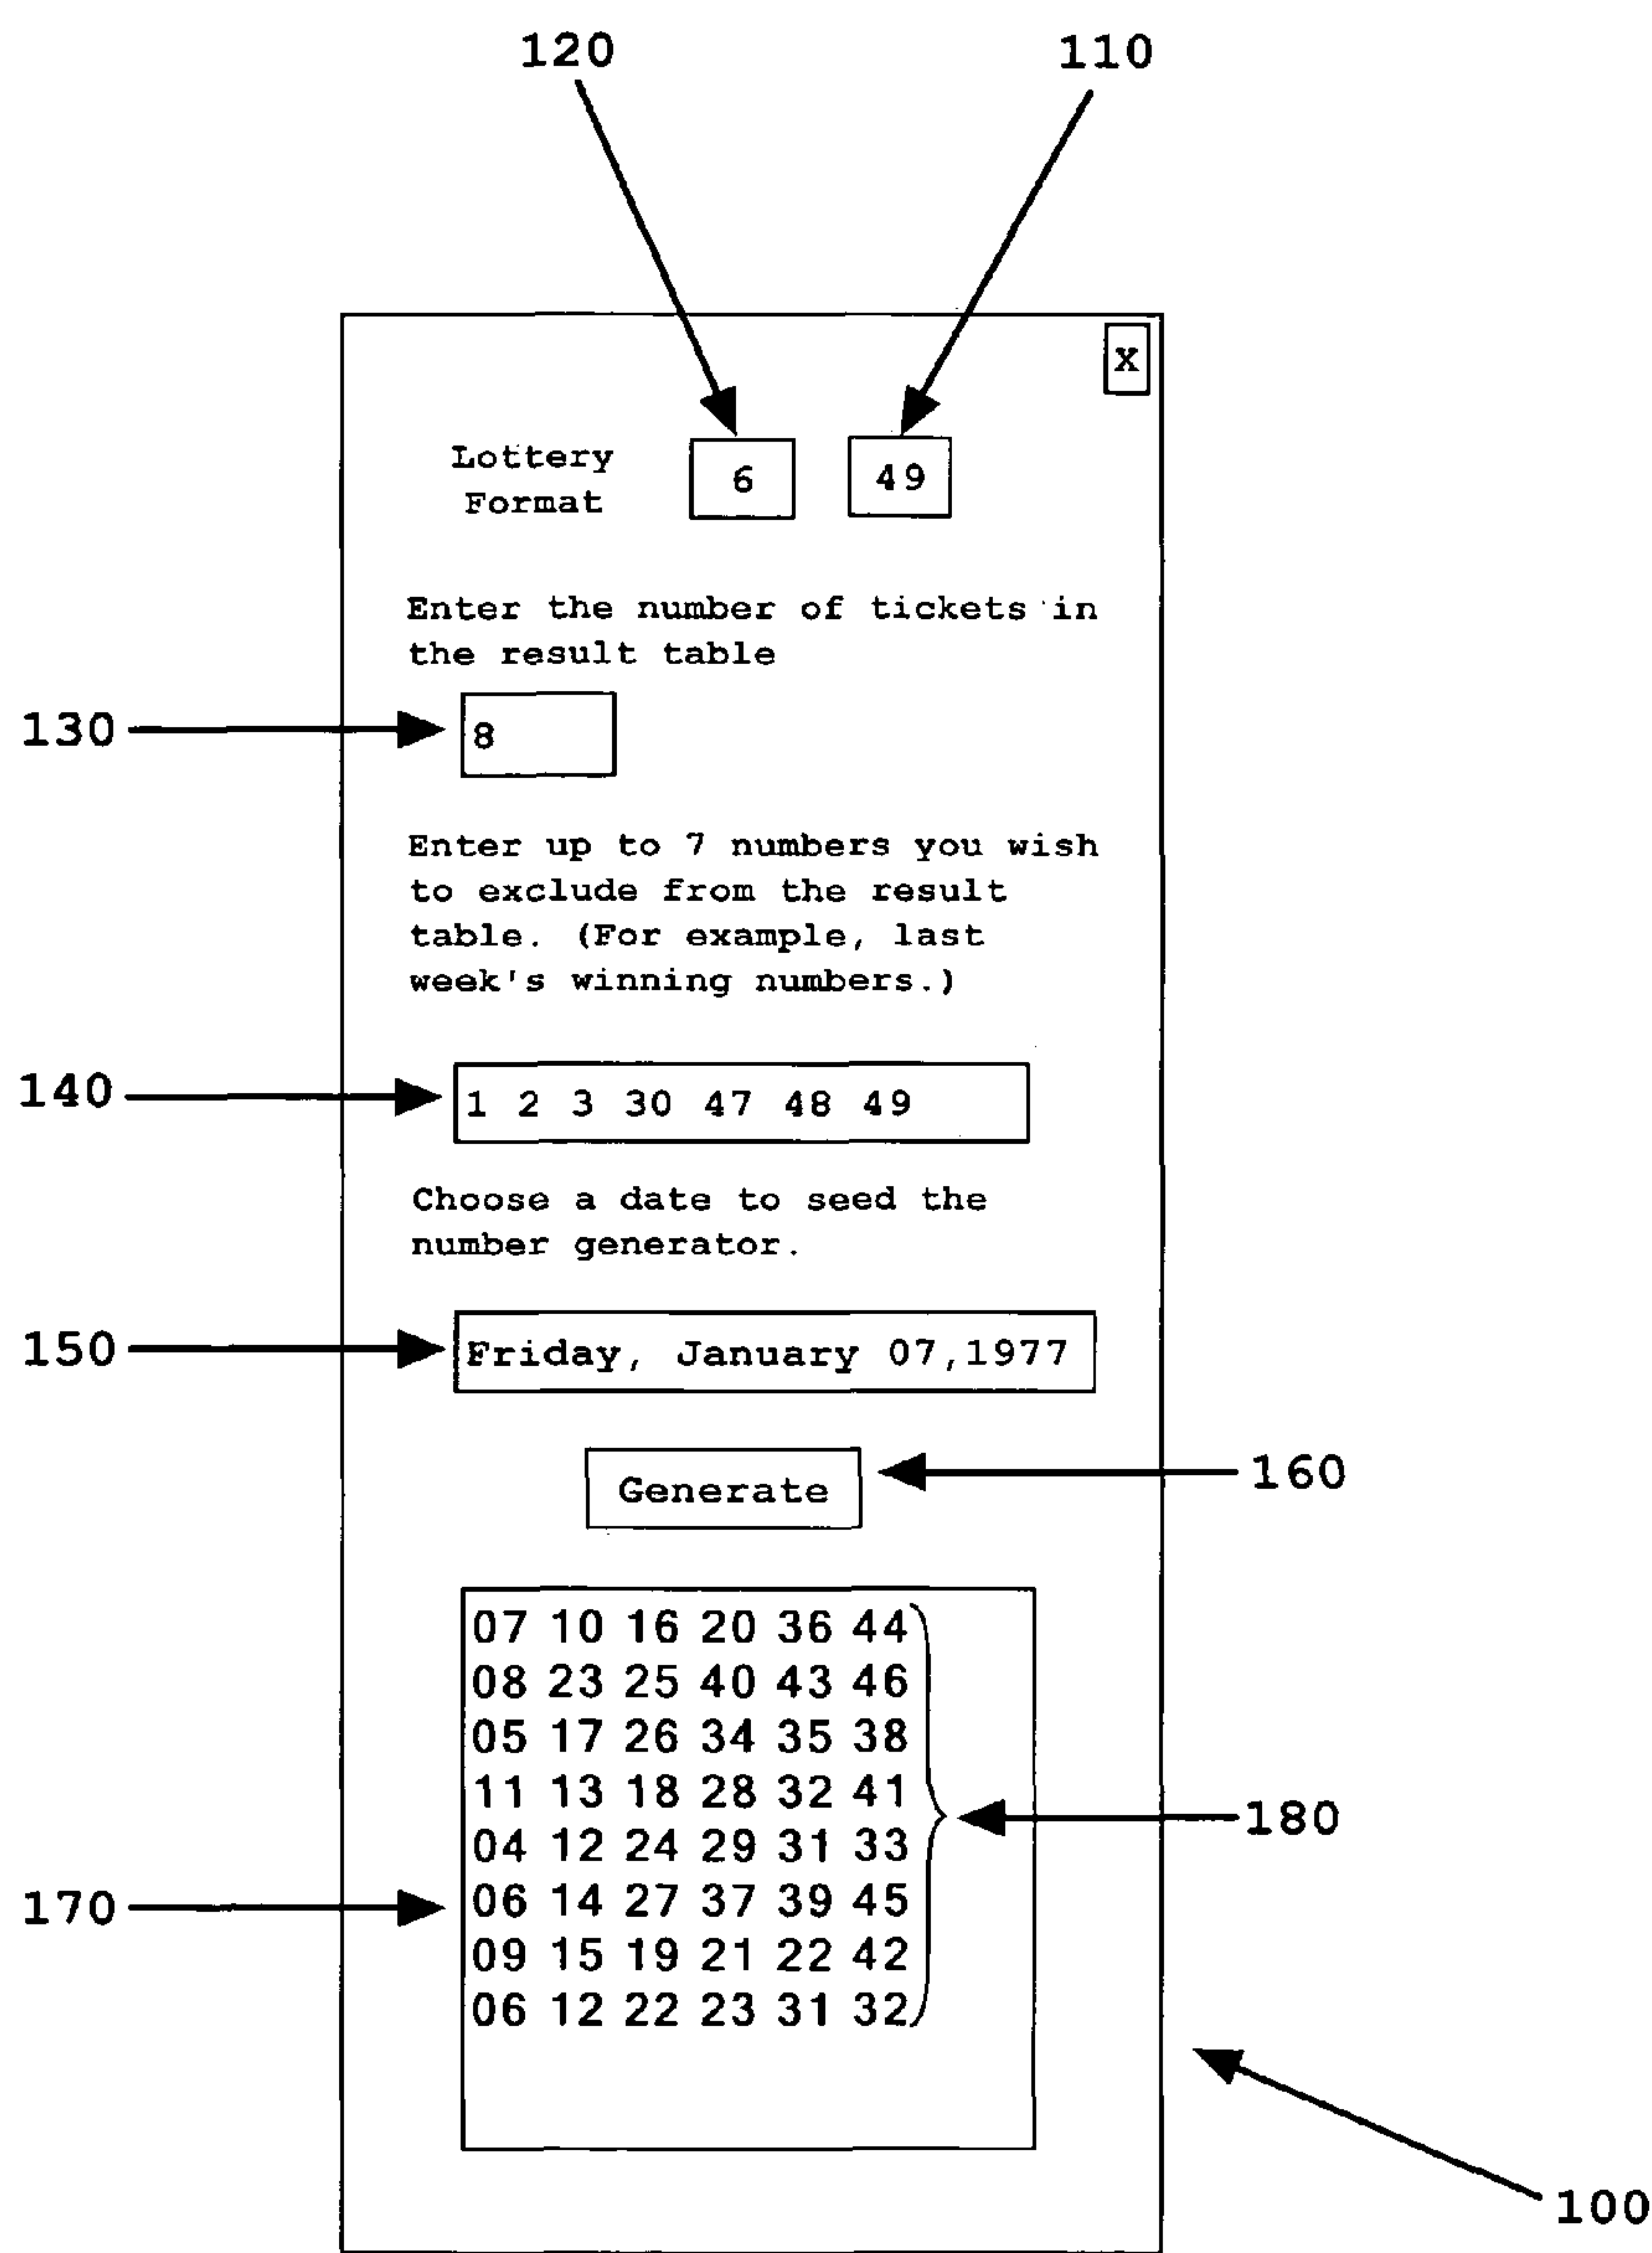 120 110
X
Lottery
Format
6 49
Enter the number of tickets in
the result table
130
8
Enter up to 7 numbers you wish
to exclude from the result
table. (For example, last
week's winning numbers.)
140
1 2 3 30 47 48 49
Choose a date to seed the
number generator.
150
Friday, January 07,1977
Generate
160
07 10 16 20 36 44
08 23 25 40 43 46
05 17 26 34 35 38
11 13 18 28 32 41
180
04 12 24 29 31 33
170
06 14 27 37 39 45
09 15 19 21 22 42
06 12 22 23 31 32
100